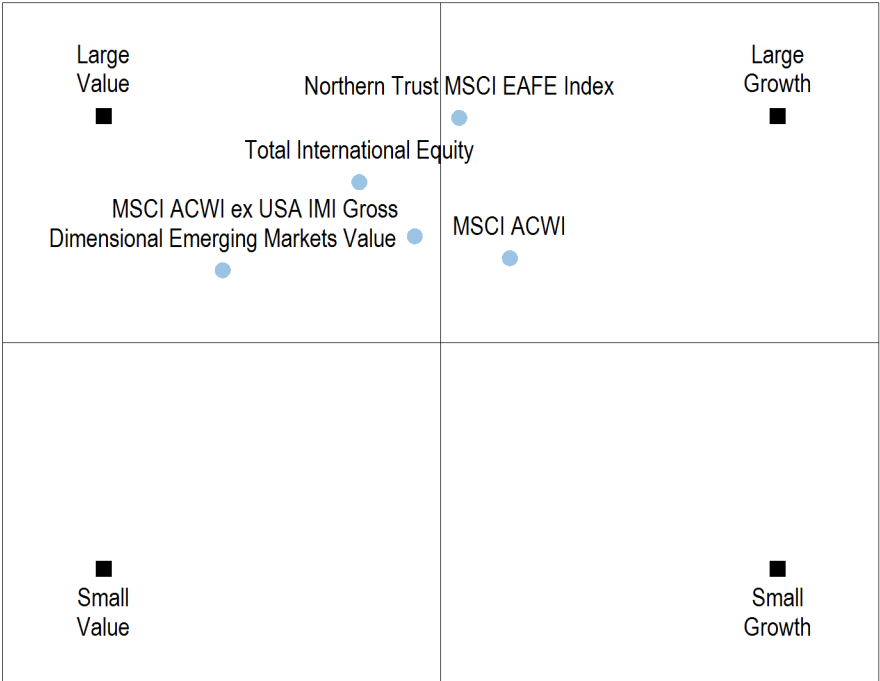 Large
Value
Large
Growth
Northern Trust MSCI EAFE Index
Total International Equity
MSCI ACWI ex USA IMI Gross
MSCI ACWI
Dimensional Emerging Markets Value
Small
Value
Small
Growth